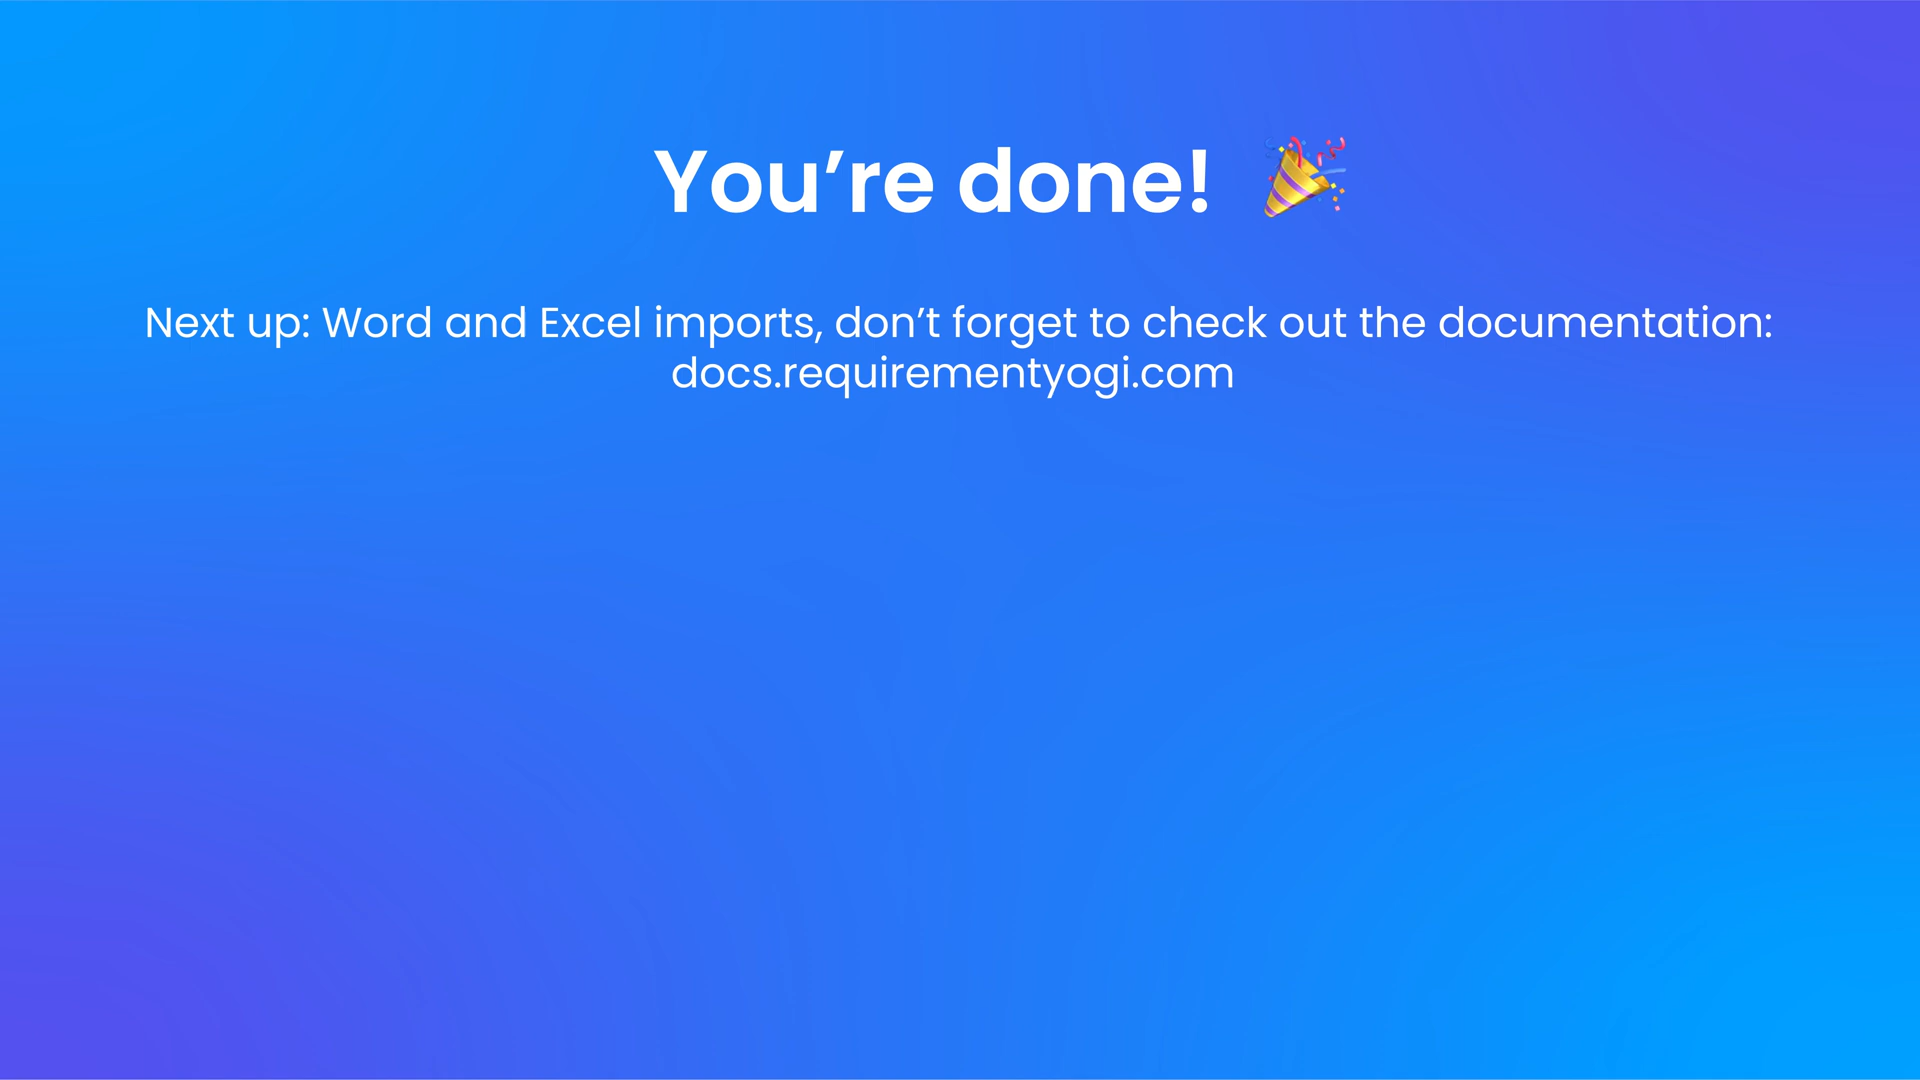 You’re done! 🎉
Next up: Word and Excel imports, don’t forget to check out the documentation:
docs.requirementyogi.com